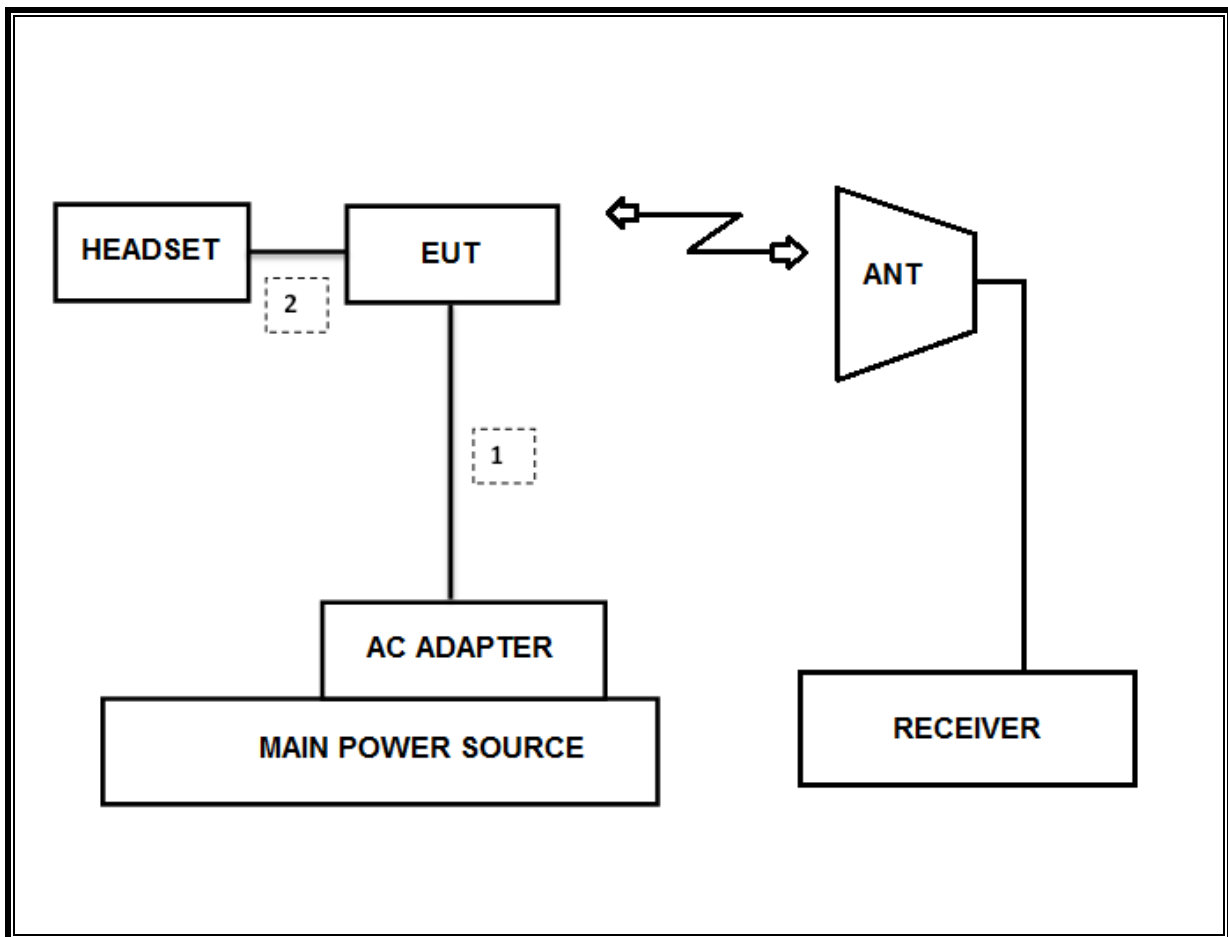 HEADSET
EUT
ANT
2
1
AC ADAPTER
MAIN POWER SOURCE
RECEIVER